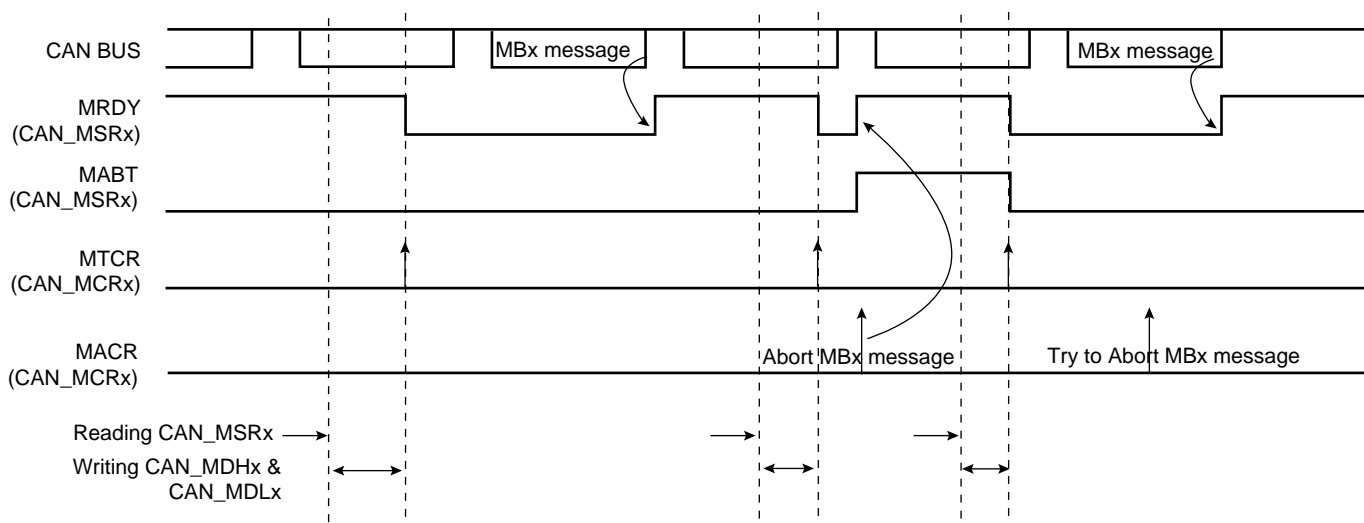 CAN BUS
MBx message
MBx message
MRDY
(CAN_MSRx)
MABT
(CAN_MSRx)
MTCR
(CAN_MCRx)
MACR
(CAN_MCRx)
Abort MBx message
Try to Abort MBx message
Reading CAN_MSRx
Writing CAN_MDHx &
CAN_MDLx